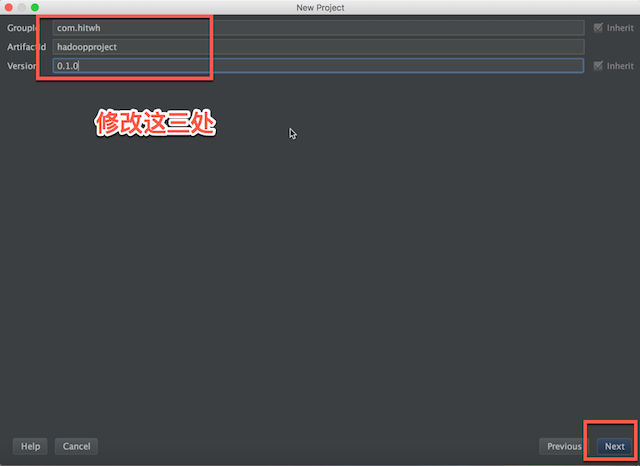 New Project
GroupId com.hitwh Inherit
ArtifactId hadoopproject
Version 0.1.0 Inherit
修改这三处
Help Cancel Previous Next